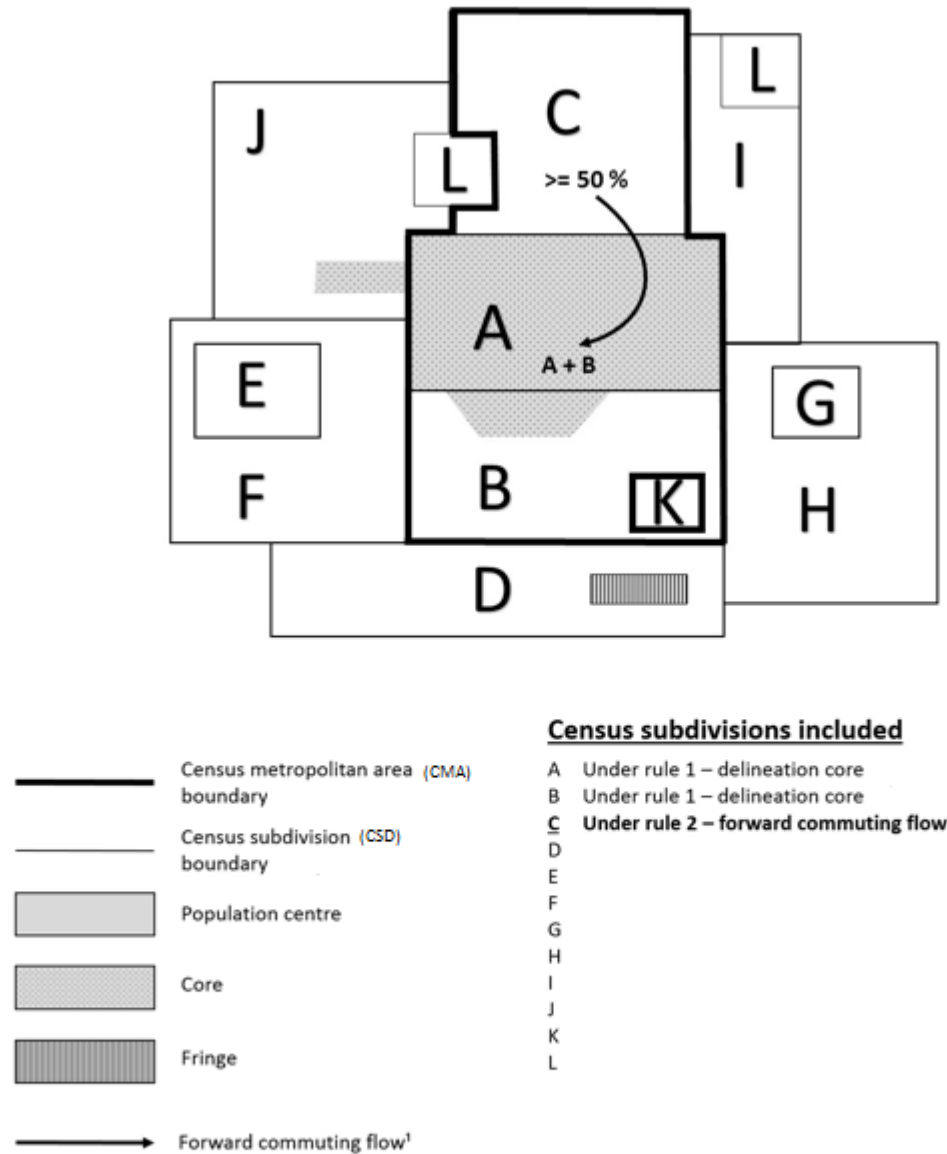 L
C
J
L
I
>= 50 %
A
A + B
E
G
B
K
F
H
D
Census subdivisions included
Census metropolitan area (CMA)
boundary
Census subdivision (CSD)
boundary
Population centre
Core
Fringe
Forward commuting flow¹
A Under rule 1 – delineation core
B Under rule 1 – delineation core
C Under rule 2 – forward commuting flow
D
E
F
G
H
I
J
K
L